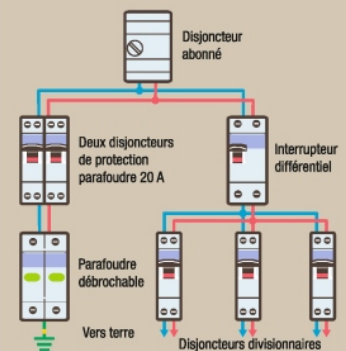 Disjoncteur
abonné
Deux disjoncteurs
de protection
parafoudre 20 A
Interrupteur
différentiel
Parafoudre
débrochable
Vers terre
Disjoncteurs divisionnaires